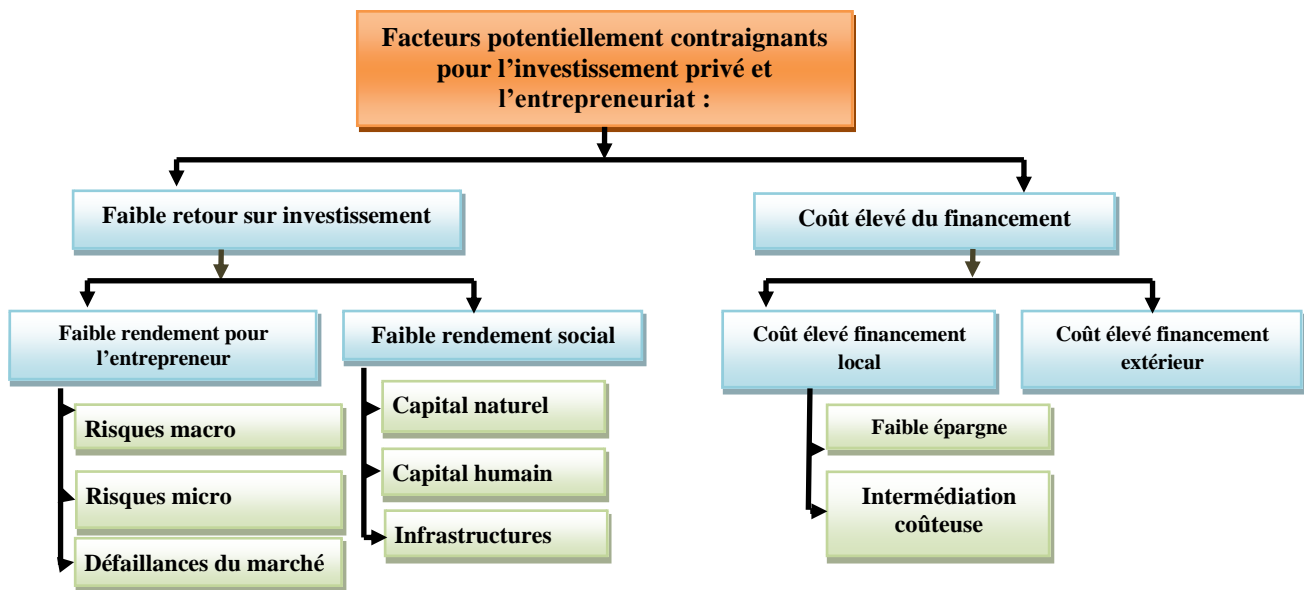 Facteurs potentiellement contraignants
pour l'investissement privé et
l'entrepreneuriat :
Faible retour sur investissement
Coût élevé du financement
Faible rendement pour
l'entrepreneur
Faible rendement social
Coût élevé financement
local
Coût élevé financement
extérieur
Risques macro
Risques micro
Défaillances du marché
Capital naturel
Capital humain
Infrastructures
Faible épargne
Intermédiation
coûteuse